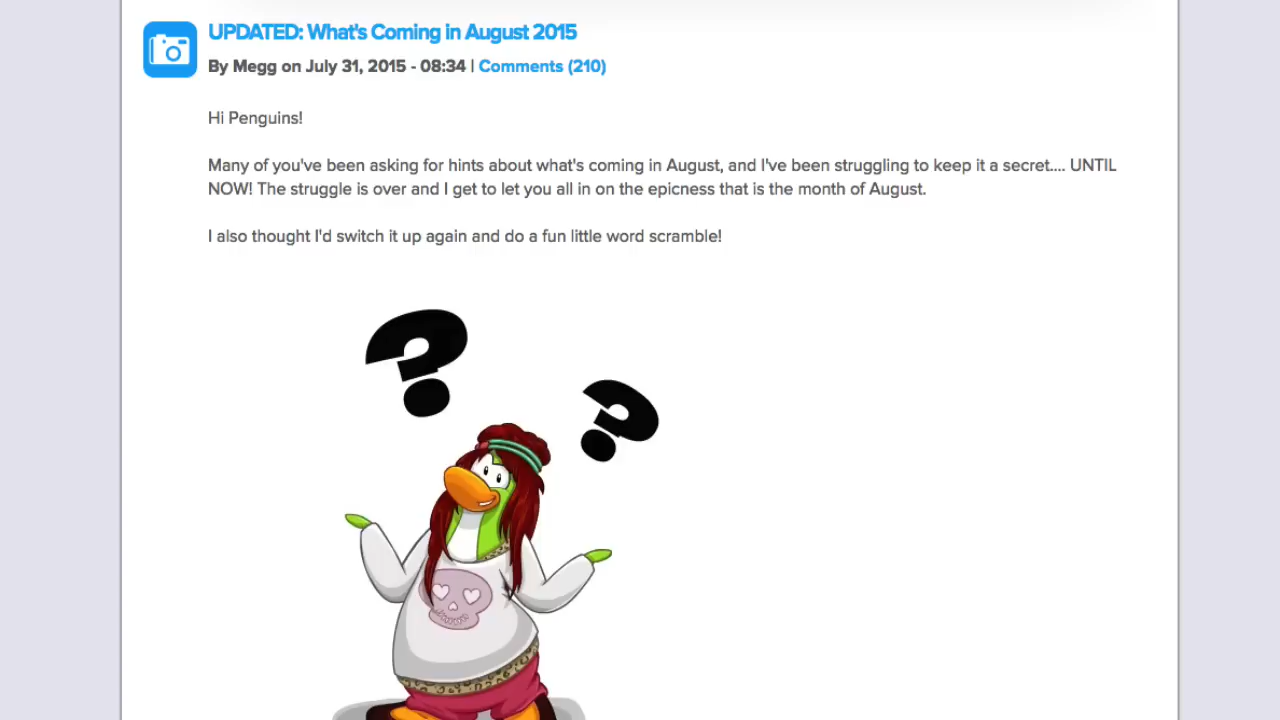 UPDATED: What's Coming in August 2015
By Megg on July 31, 2015 - 08:34 | Comments (210)
Hi Penguins!
Many of you've been asking for hints about what's coming in August, and I've been struggling to keep it a secret.... UNTIL
NOW! The struggle is over and I get to let you all in on the epicness that is the month of August.
I also thought I'd switch it up again and do a fun little word scramble!
?
?